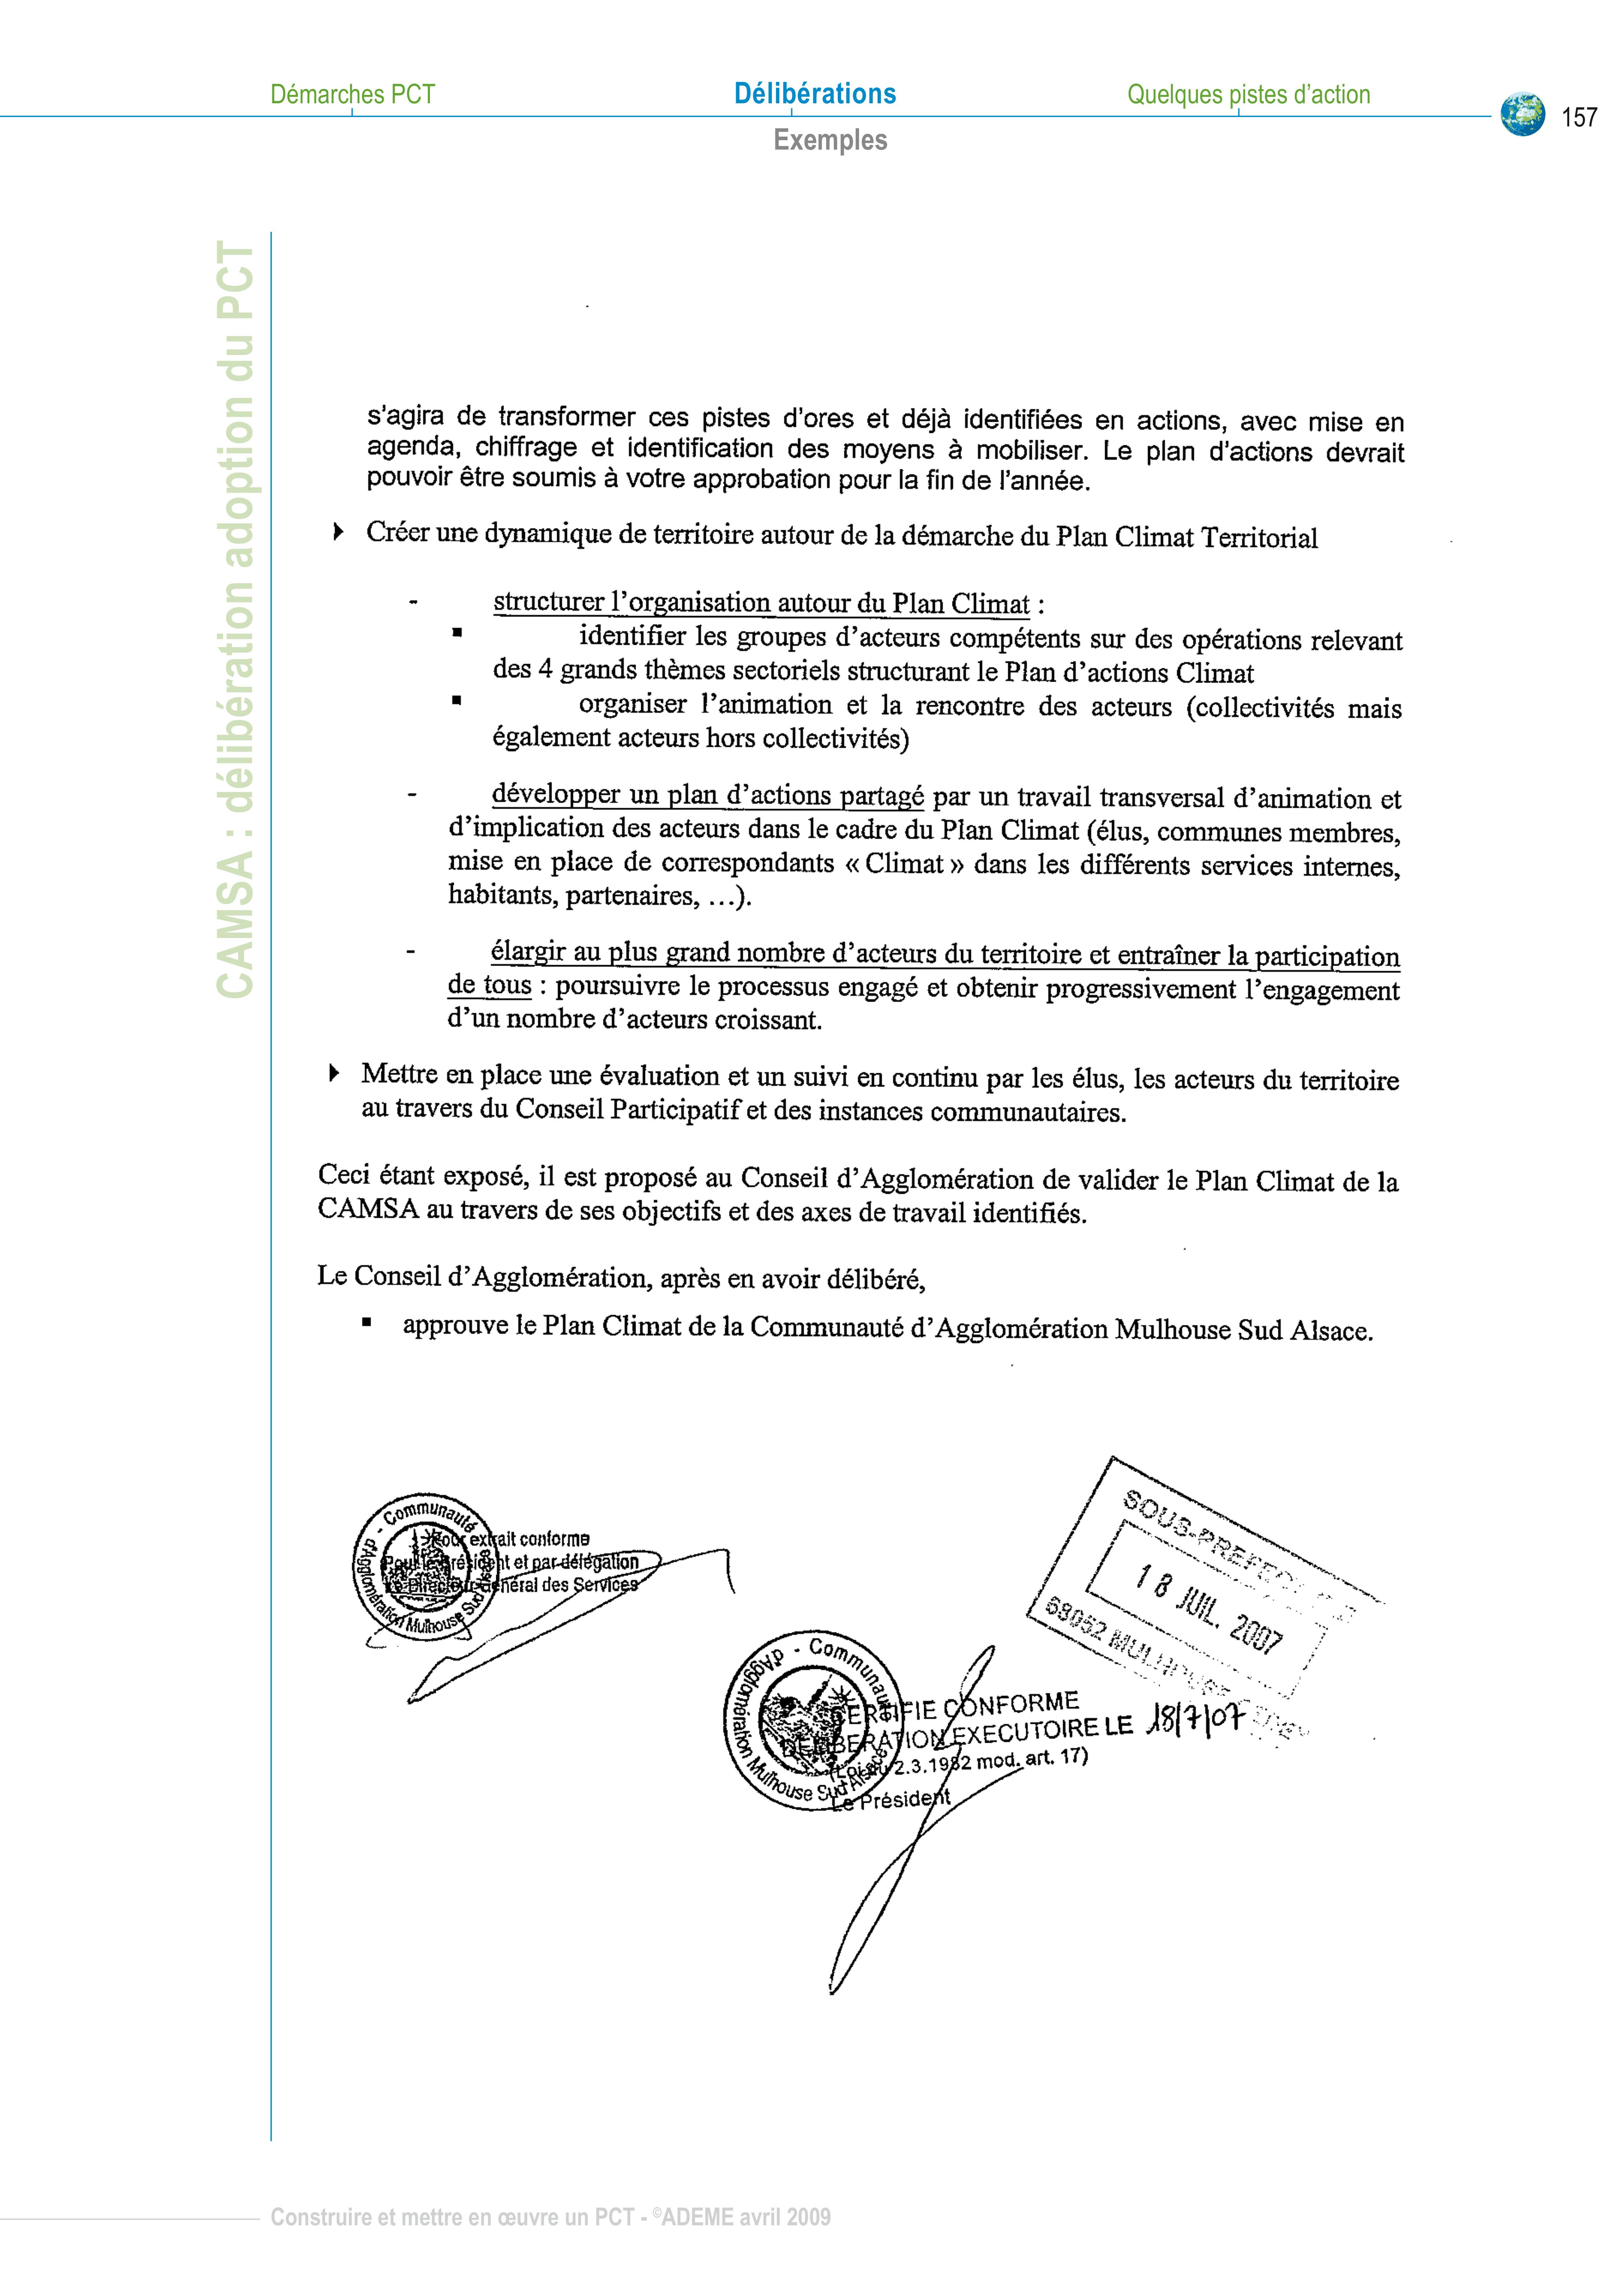 Démarches PCT
Délibérations
Quelques pistes d'action
157
Exemples
CAMSA : délibération adoption du PCT
s'agira de transformer ces pistes d'ores et déjà identifiées en actions, avec mise en
agenda, chiffrage et identification des moyens à mobiliser. Le plan d'actions devrait
pouvoir être soumis à votre approbation pour la fin de l'année.
Créer une dynamique de territoire autour de la démarche du Plan Climat Territorial
- structurer l'organisation autour du Plan Climat :
▪ identifier les groupes d'acteurs compétents sur des opérations relevant
des 4 grands thèmes sectoriels structurant le Plan d'actions Climat
▪ organiser l'animation et la rencontre des acteurs (collectivités mais
également acteurs hors collectivités)
- développer un plan d'actions partagé par un travail transversal d'animation et
d'implication des acteurs dans le cadre du Plan Climat (élus, communes membres,
mise en place de correspondants « Climat » dans les différents services internes,
habitants, partenaires, …).
- élargir au plus grand nombre d'acteurs du territoire et entraîner la participation
de tous : poursuivre le processus engagé et obtenir progressivement l'engagement
d'un nombre d'acteurs croissant.
Mettre en place une évaluation et un suivi en continu par les élus, les acteurs du territoire
au travers du Conseil Participatif et des instances communautaires.
Ceci étant exposé, il est proposé au Conseil d'Agglomération de valider le Plan Climat de la
CAMSA au travers de ses objectifs et des axes de travail identifiés.
Le Conseil d'Agglomération, après en avoir délibéré,
▪ approuve le Plan Climat de la Communauté d'Agglomération Mulhouse Sud Alsace.
Communauté d'Agglomération Mulhouse Sud Alsace
Pour extrait conforme
Pour le Président et par délégation
Le Directeur Général des Services
SOUS-PREFECTURE
18 JUIL. 2007
68052 MULHOUSE CEDEX
Communauté d'Agglomération Mulhouse Sud Alsace
CERTIFIE CONFORME
DELIBERATION EXECUTOIRE LE 18/7/07
(Loi du 2.3.1982 mod. art. 17)
Le Président
Construire et mettre en œuvre un PCT - ©ADEME avril 2009